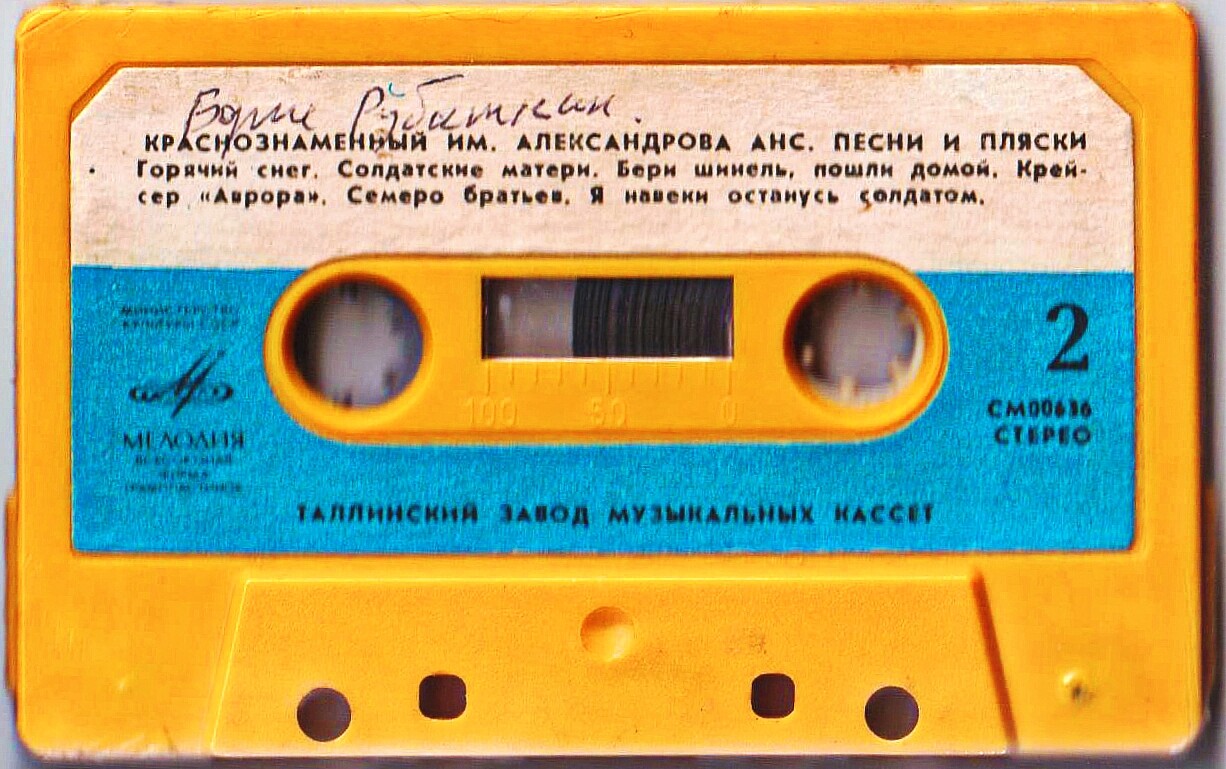 Борис Рубашкин.
КРАСНОЗНАМЕННЫЙ ИМ. АЛЕКСАНДРОВА АНС. ПЕСНИ И ПЛЯСКИ
Горячий снег. Солдатские матери. Бери шинель, пошли домой. Крей-
сер «Аврора». Семеро братьев. Я навеки останусь солдатом.
МИНИСТЕРСТВО
КУЛЬТУРЫ СССР
2
МЕЛОДИЯ
ВСЕСОЮЗНАЯ
ФИРМА
ГРАМПЛАСТИНОК
СМ00636
СТЕРЕО
100 50 0
ТАЛЛИНСКИЙ ЗАВОД МУЗЫКАЛЬНЫХ КАССЕТ